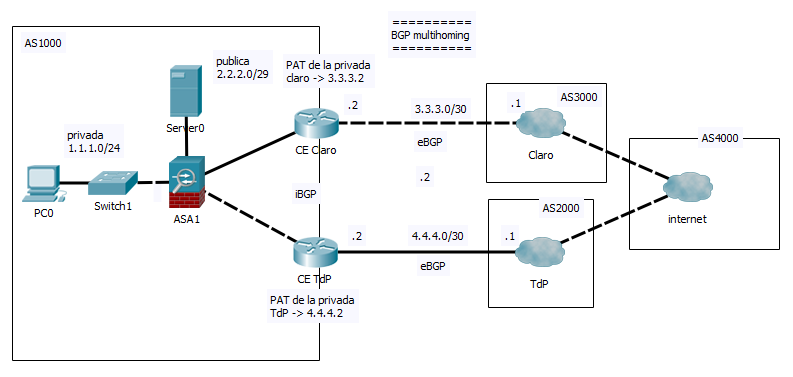 ==========
BGP multihoming
==========
AS1000
publica
2.2.2.0/29
PAT de la privada
claro -> 3.3.3.2
Server0
privada
1.1.1.0/24
PC0
Switch1
ASA1
.2
CE Claro
3.3.3.0/30
eBGP
.1
AS3000
Claro
AS4000
internet
iBGP
.2
.2
CE TdP
4.4.4.0/30
eBGP
.1
AS2000
TdP
PAT de la privada
TdP -> 4.4.4.2